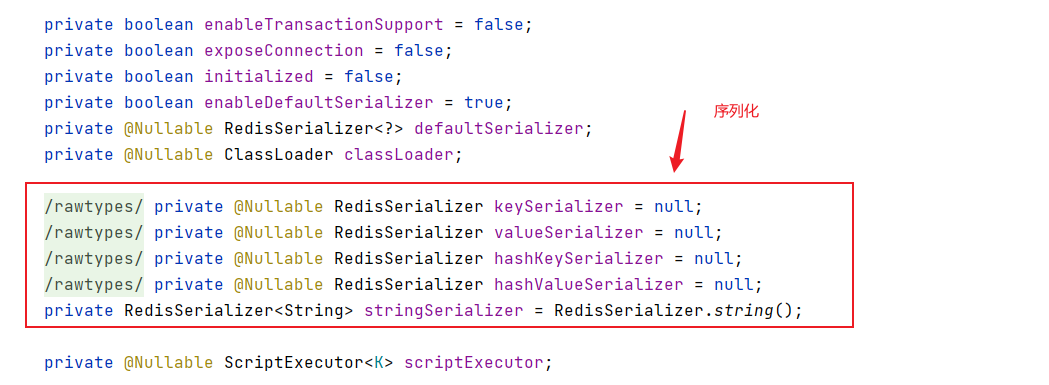 private boolean enableTransactionSupport = false;
private boolean exposeConnection = false;
private boolean initialized = false;
private boolean enableDefaultSerializer = true;
private @Nullable RedisSerializer<?> defaultSerializer;
序列化
private @Nullable ClassLoader classLoader;
/rawtypes/ private @Nullable RedisSerializer keySerializer = null;
/rawtypes/ private @Nullable RedisSerializer valueSerializer = null;
/rawtypes/ private @Nullable RedisSerializer hashKeySerializer = null;
/rawtypes/ private @Nullable RedisSerializer hashValueSerializer = null;
private RedisSerializer<String> stringSerializer = RedisSerializer.string();
private @Nullable ScriptExecutor<K> scriptExecutor;